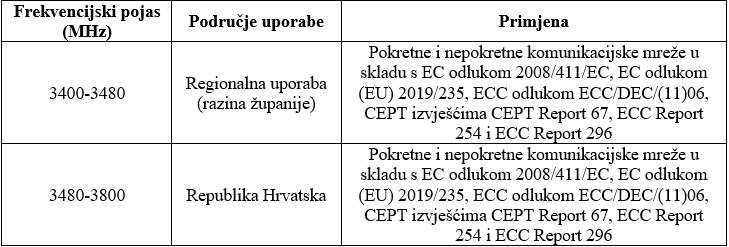 Frekvencijski pojas
(MHz)
Područje uporabe
Primjena
3400-3480
Regionalna uporaba
(razina županije)
Pokretne i nepokretne komunikacijske mreže u
skladu s EC odlukom 2008/411/EC, EC odlukom
(EU) 2019/235, ECC odlukom ECC/DEC/(11)06,
CEPT izvješćima CEPT Report 67, ECC Report
254 i ECC Report 296
3480-3800
Republika Hrvatska
Pokretne i nepokretne komunikacijske mreže u
skladu s EC odlukom 2008/411/EC, EC odlukom
(EU) 2019/235, ECC odlukom ECC/DEC/(11)06,
CEPT izvješćima CEPT Report 67, ECC Report
254 i ECC Report 296